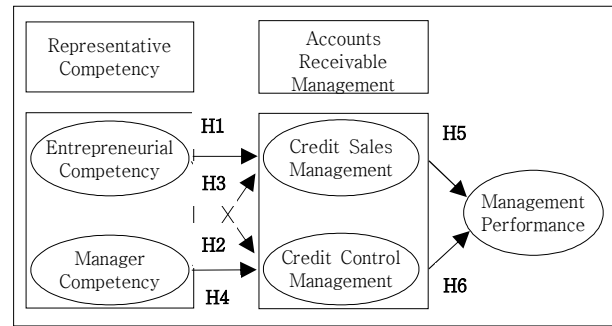 Representative
Competency
Accounts
Receivable
Management
H1
H5
Entrepreneurial
Competency
Credit Sales
Management
H3
Management
Performance
H2
Manager
Competency
Credit Control
Management
H4
H6